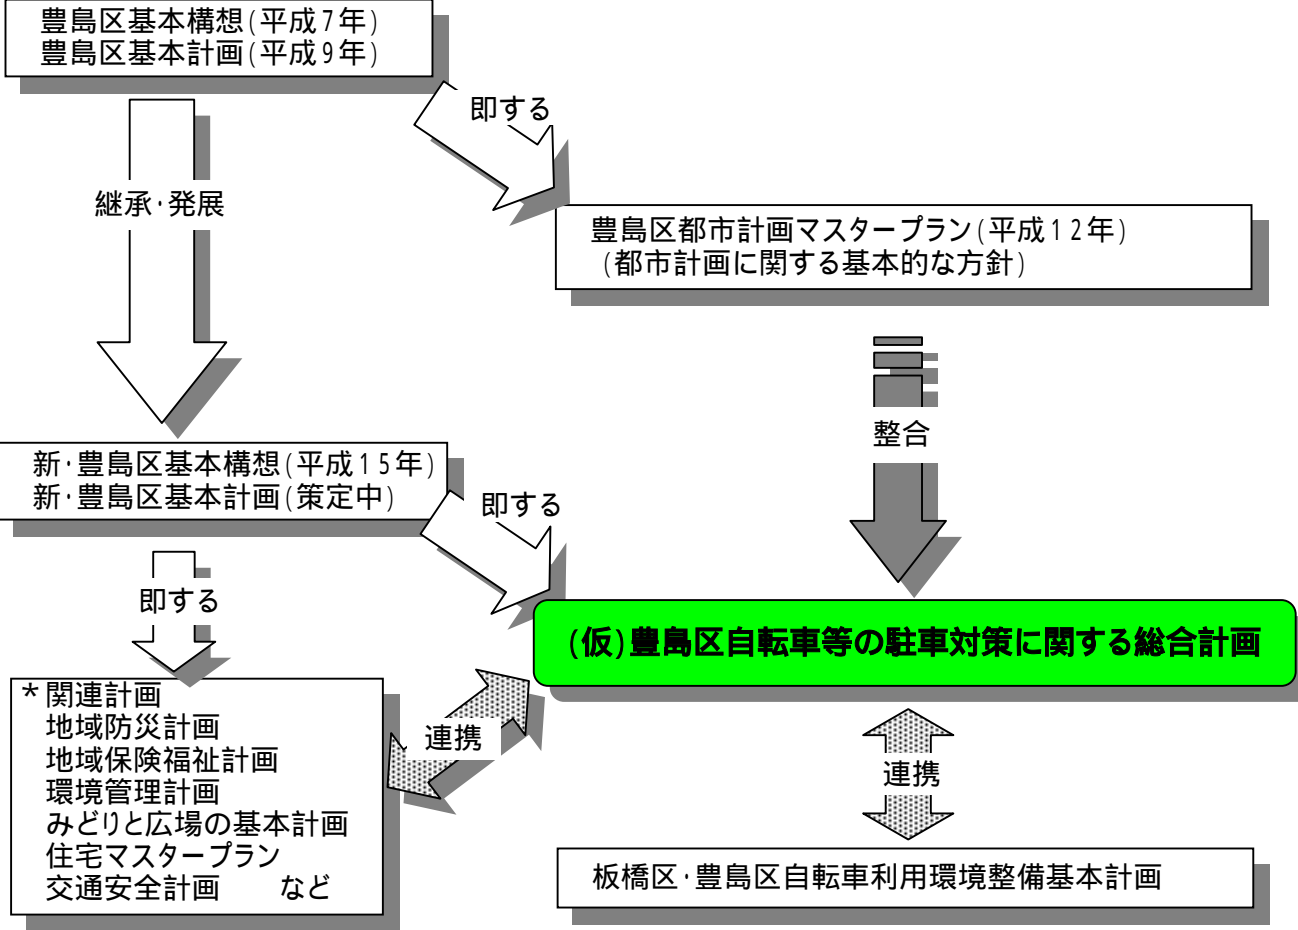 豊島区基本構想(平成7年)
豊島区基本計画(平成9年)
即する
継承・発展
豊島区都市計画マスタープラン(平成12年)
(都市計画に関する基本的な方針)
整合
新・豊島区基本構想(平成15年)
新・豊島区基本計画(策定中)
即する
即する
(仮)豊島区自転車等の駐車対策に関する総合計画
*関連計画
地域防災計画
地域保険福祉計画
環境管理計画
みどりと広場の基本計画
住宅マスタープラン
交通安全計画　　など
連携
連携
板橋区・豊島区自転車利用環境整備基本計画